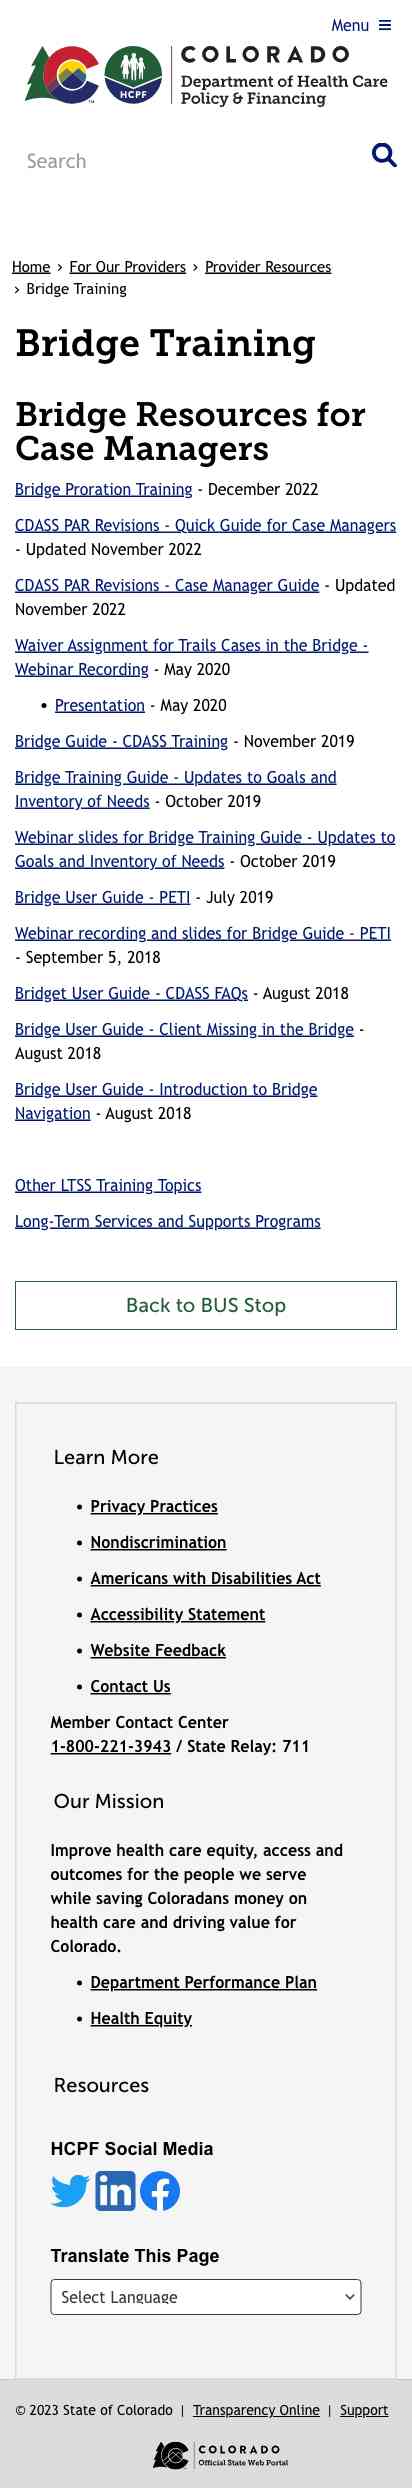 Menu
COLORADO
Department of Health Care
Policy & Financing
HCPF
TM
Search
Home › For Our Providers › Provider Resources
› Bridge Training
Bridge Training
Bridge Resources for
Case Managers
Bridge Proration Training - December 2022
CDASS PAR Revisions - Quick Guide for Case Managers
- Updated November 2022
CDASS PAR Revisions - Case Manager Guide - Updated
November 2022
Waiver Assignment for Trails Cases in the Bridge -
Webinar Recording - May 2020
• Presentation - May 2020
Bridge Guide - CDASS Training - November 2019
Bridge Training Guide - Updates to Goals and
Inventory of Needs - October 2019
Webinar slides for Bridge Training Guide - Updates to
Goals and Inventory of Needs - October 2019
Bridge User Guide - PETI - July 2019
Webinar recording and slides for Bridge Guide - PETI
- September 5, 2018
Bridget User Guide - CDASS FAQs - August 2018
Bridge User Guide - Client Missing in the Bridge -
August 2018
Bridge User Guide - Introduction to Bridge
Navigation - August 2018
Other LTSS Training Topics
Long-Term Services and Supports Programs
Back to BUS Stop
Learn More
• Privacy Practices
• Nondiscrimination
• Americans with Disabilities Act
• Accessibility Statement
• Website Feedback
• Contact Us
Member Contact Center
1-800-221-3943 / State Relay: 711
Our Mission
Improve health care equity, access and
outcomes for the people we serve
while saving Coloradans money on
health care and driving value for
Colorado.
• Department Performance Plan
• Health Equity
Resources
HCPF Social Media
in
Translate This Page
Select Language
© 2023 State of Colorado | Transparency Online | Support
COLORADO
Official State Web Portal